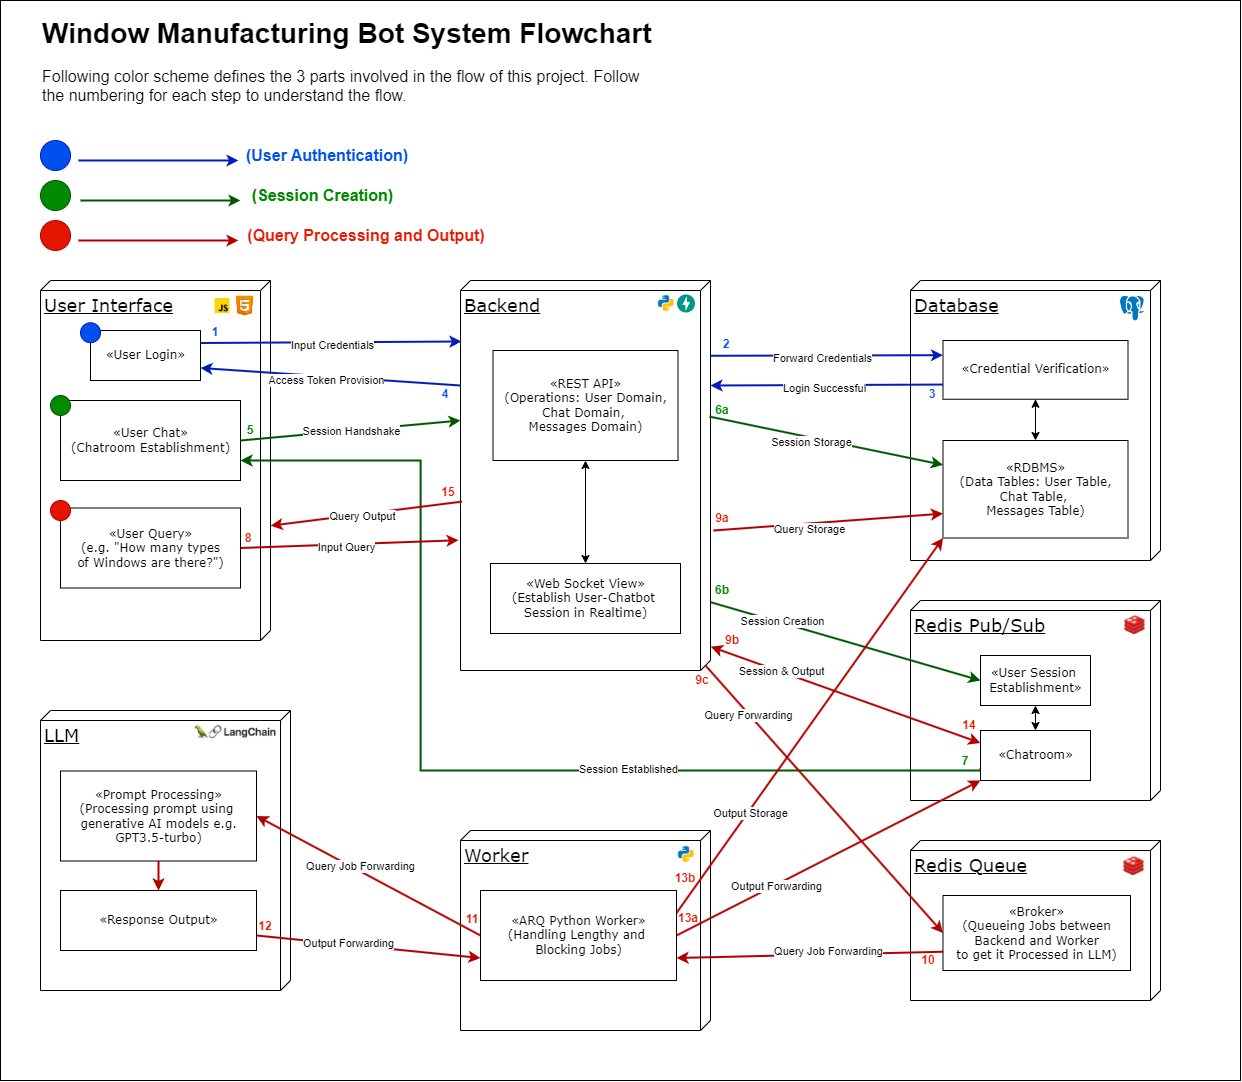 Window Manufacturing Bot System Flowchart
Following color scheme defines the 3 parts involved in the flow of this project. Follow
the numbering for each step to understand the flow.
(User Authentication)
(Session Creation)
(Query Processing and Output)
User Interface
JS
5
«User Login»
«User Chat»
(Chatroom Establishment)
«User Query»
(e.g. "How many types
of Windows are there?")
1
Input Credentials
Access Token Provision
4
5
Session Handshake
15
Query Output
8
Input Query
Backend
«REST API»
(Operations: User Domain,
Chat Domain,
Messages Domain)
«Web Socket View»
(Establish User-Chatbot
Session in Realtime)
2
Forward Credentials
Login Successful
3
6a
Session Storage
9a
Query Storage
6b
Session Creation
9b
Session & Output
9c
Query Forwarding
14
7
Session Established
Database
«Credential Verification»
«RDBMS»
(Data Tables: User Table,
Chat Table,
Messages Table)
Redis Pub/Sub
«User Session
Establishment»
«Chatroom»
LLM
LangChain
«Prompt Processing»
(Processing prompt using
generative AI models e.g.
GPT3.5-turbo)
«Response Output»
Query Job Forwarding
11
12
Output Forwarding
Worker
«ARQ Python Worker»
(Handling Lengthy and
Blocking Jobs)
Output Storage
13b
Output Forwarding
13a
Query Job Forwarding
10
Redis Queue
«Broker»
(Queueing Jobs between
Backend and Worker
to get it Processed in LLM)